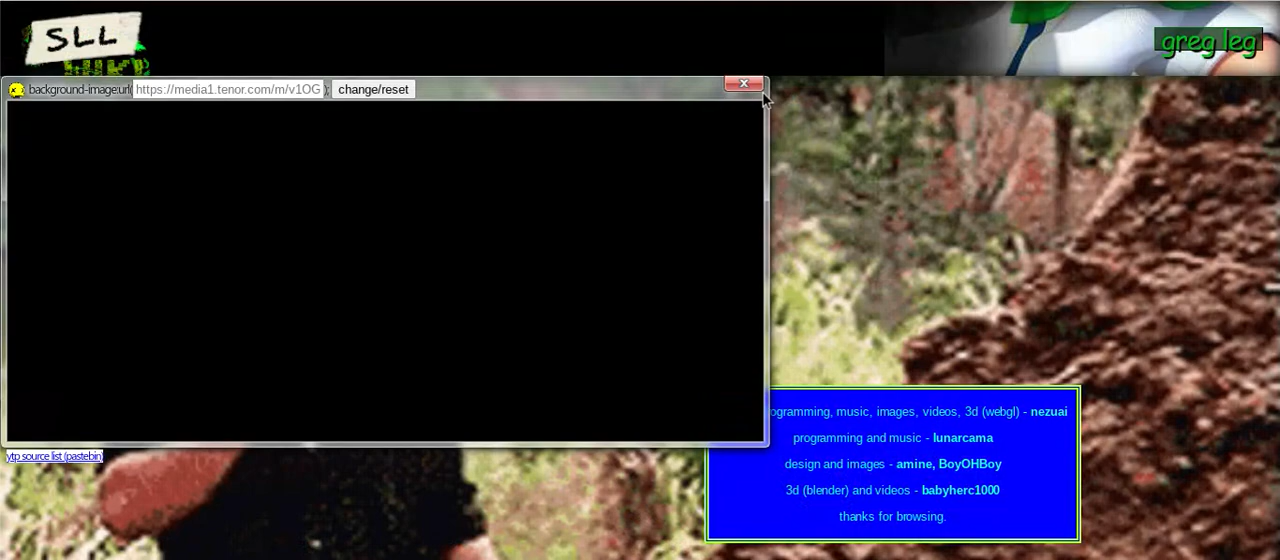 SLL
WIKI
greg leg
background-image:url( https://media1.tenor.com/m/v1OG ); change/reset
ogramming, music, images, videos, 3d (webgl) - nezuai
programming and music - lunarcama
design and images - amine, BoyOHBoy
ytp source list (pastebin)
3d (blender) and videos - babyherc1000
thanks for browsing.